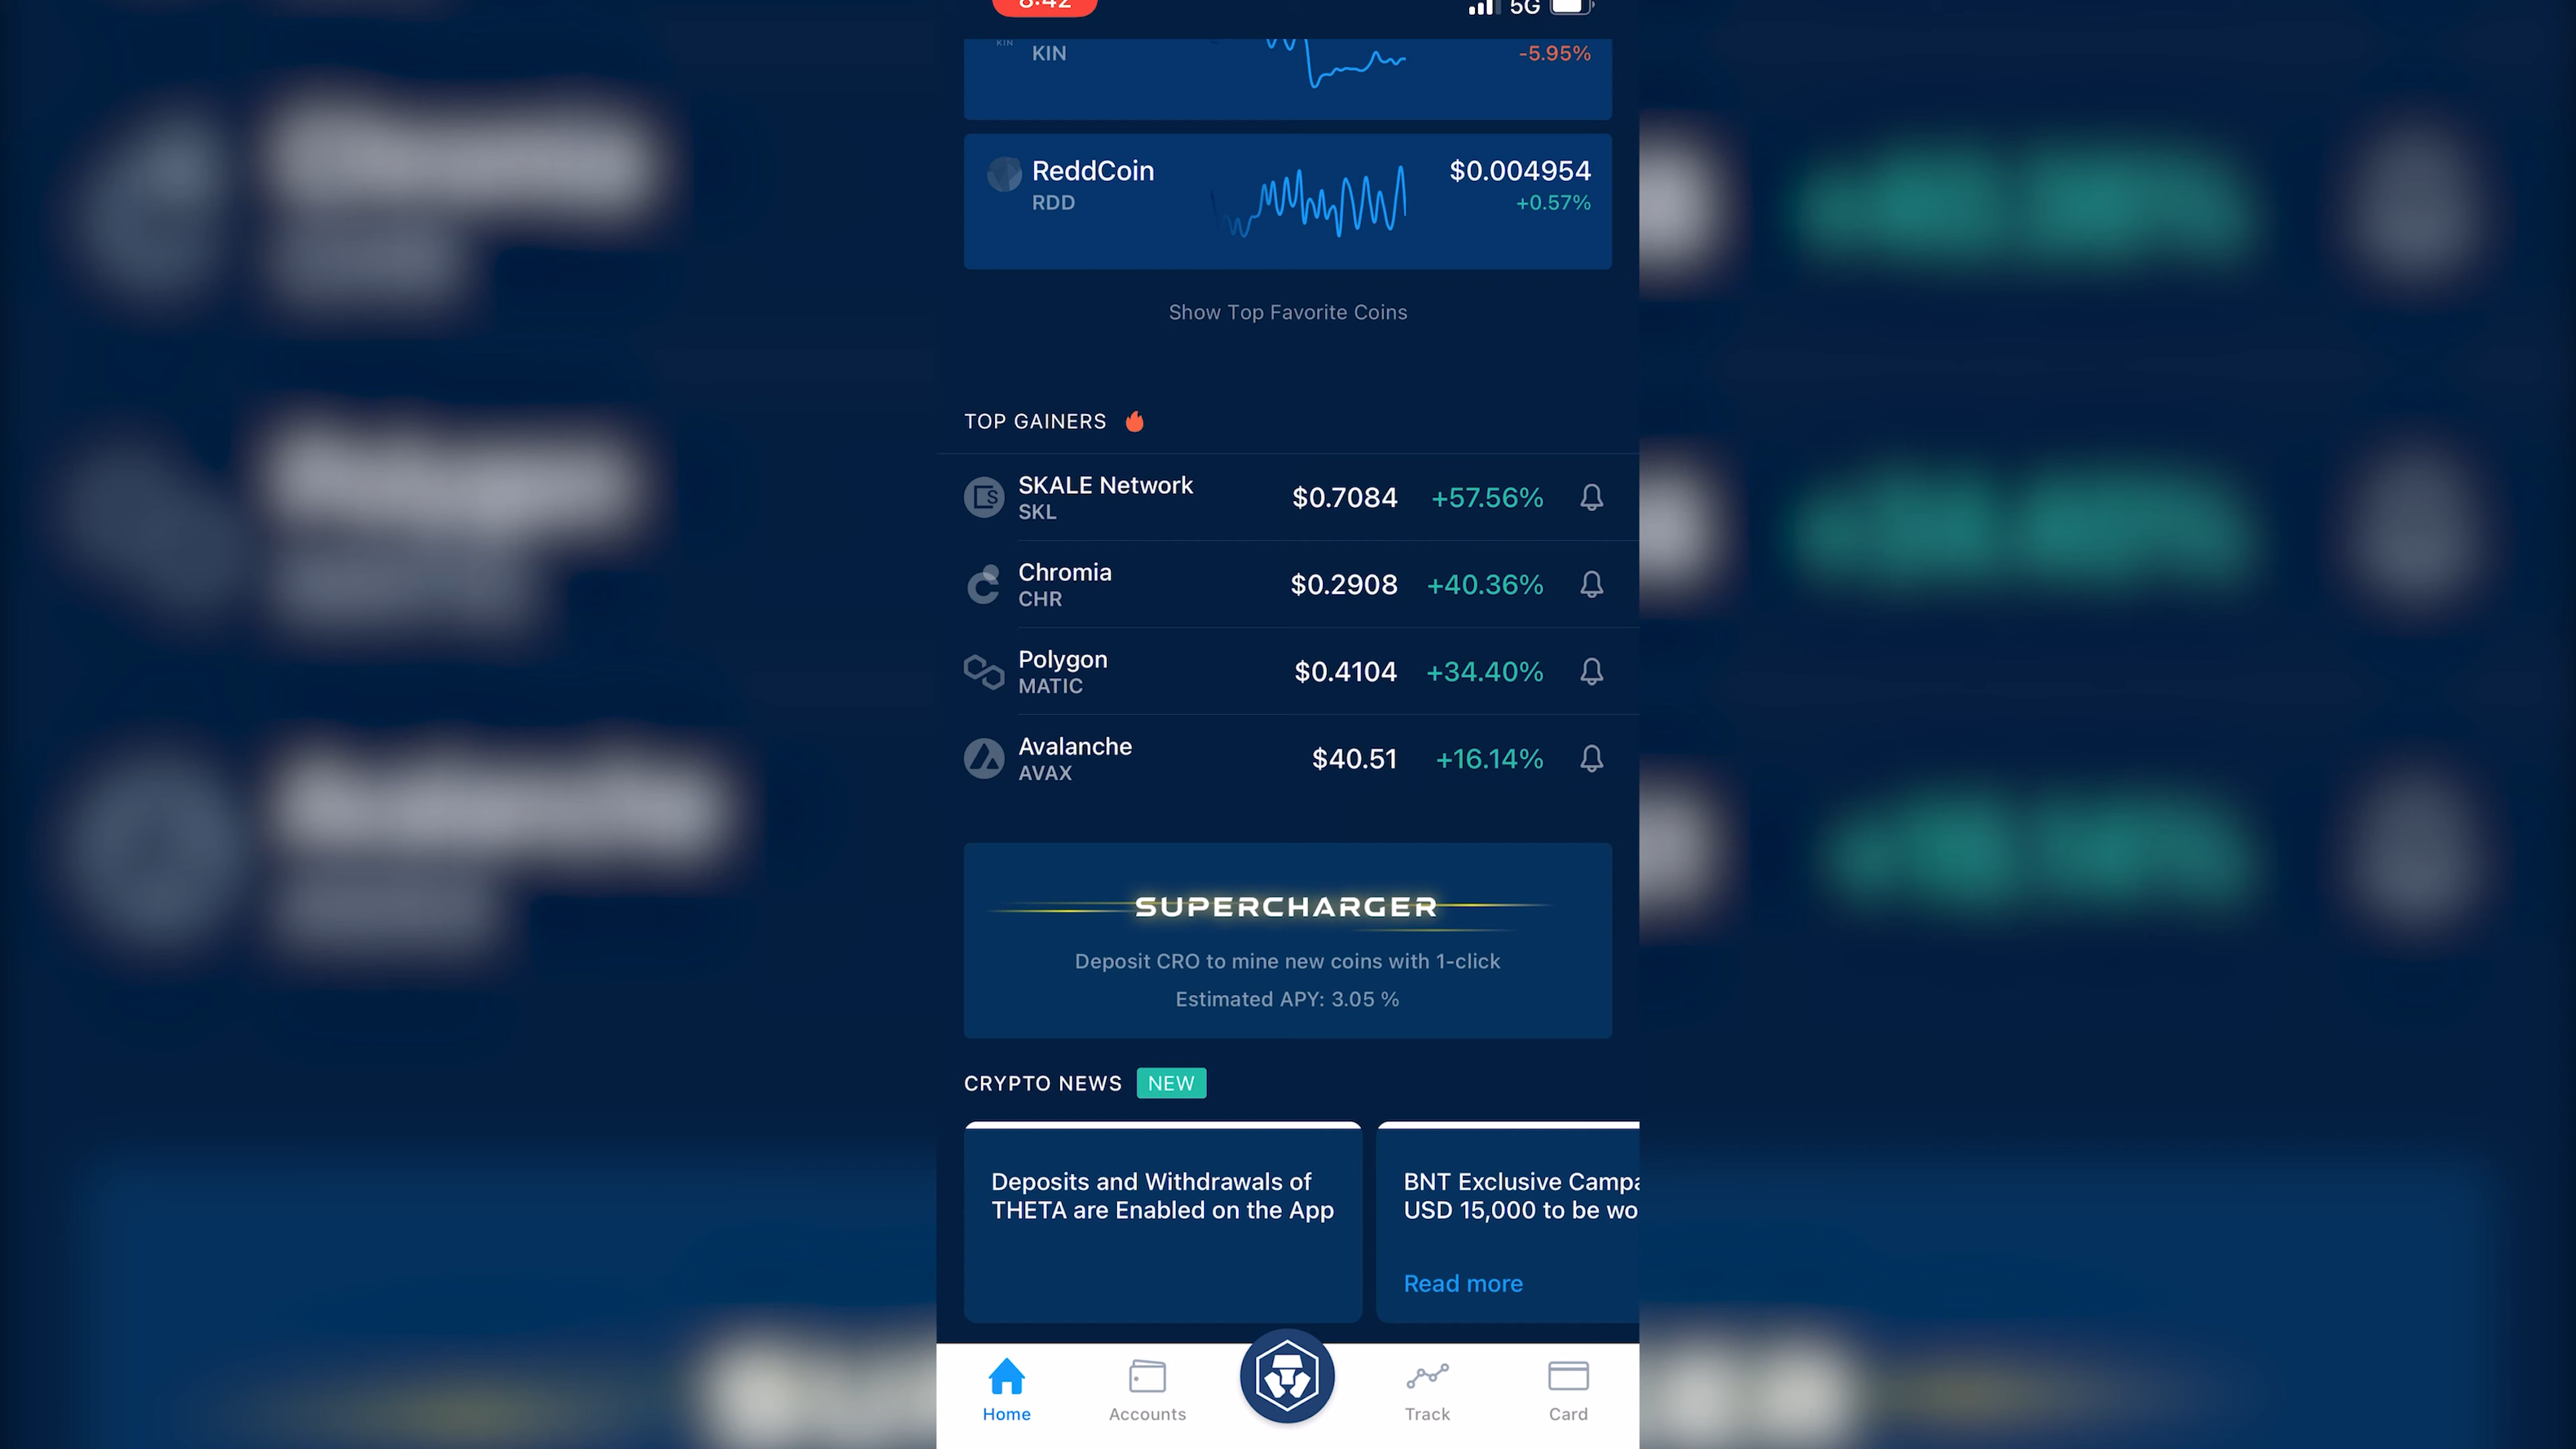 8:42
5G
KIN
KIN
-5.95%
ReddCoin
$0.004954
RDD
+0.57%
Show Top Favorite Coins
TOP GAINERS
SKALE Network
SKL
$0.7084
+57.56%
Chromia
CHR
$0.2908
+40.36%
Polygon
MATIC
$0.4104
+34.40%
Avalanche
AVAX
$40.51
+16.14%
SUPERCHARGER
Deposit CRO to mine new coins with 1-click
Estimated APY: 3.05 %
CRYPTO NEWS NEW
Deposits and Withdrawals of
THETA are Enabled on the App
BNT Exclusive Campa
USD 15,000 to be wo
Read more
Home
Accounts
Track
Card